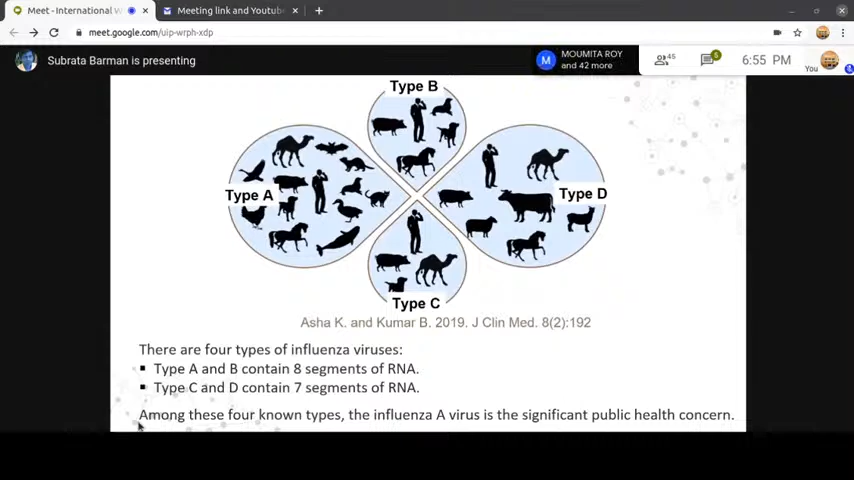 Meet - International W
Meeting link and Youtub
meet.google.com/uip-wrph-xdp
Subrata Barman is presenting
M
MOUMITA ROY
and 42 more
45
5
6:55 PM
You
Type B
Type A
Type D
Type C
Asha K. and Kumar B. 2019. J Clin Med. 8(2):192
There are four types of influenza viruses:
▪ Type A and B contain 8 segments of RNA.
▪ Type C and D contain 7 segments of RNA.
Among these four known types, the influenza A virus is the significant public health concern.